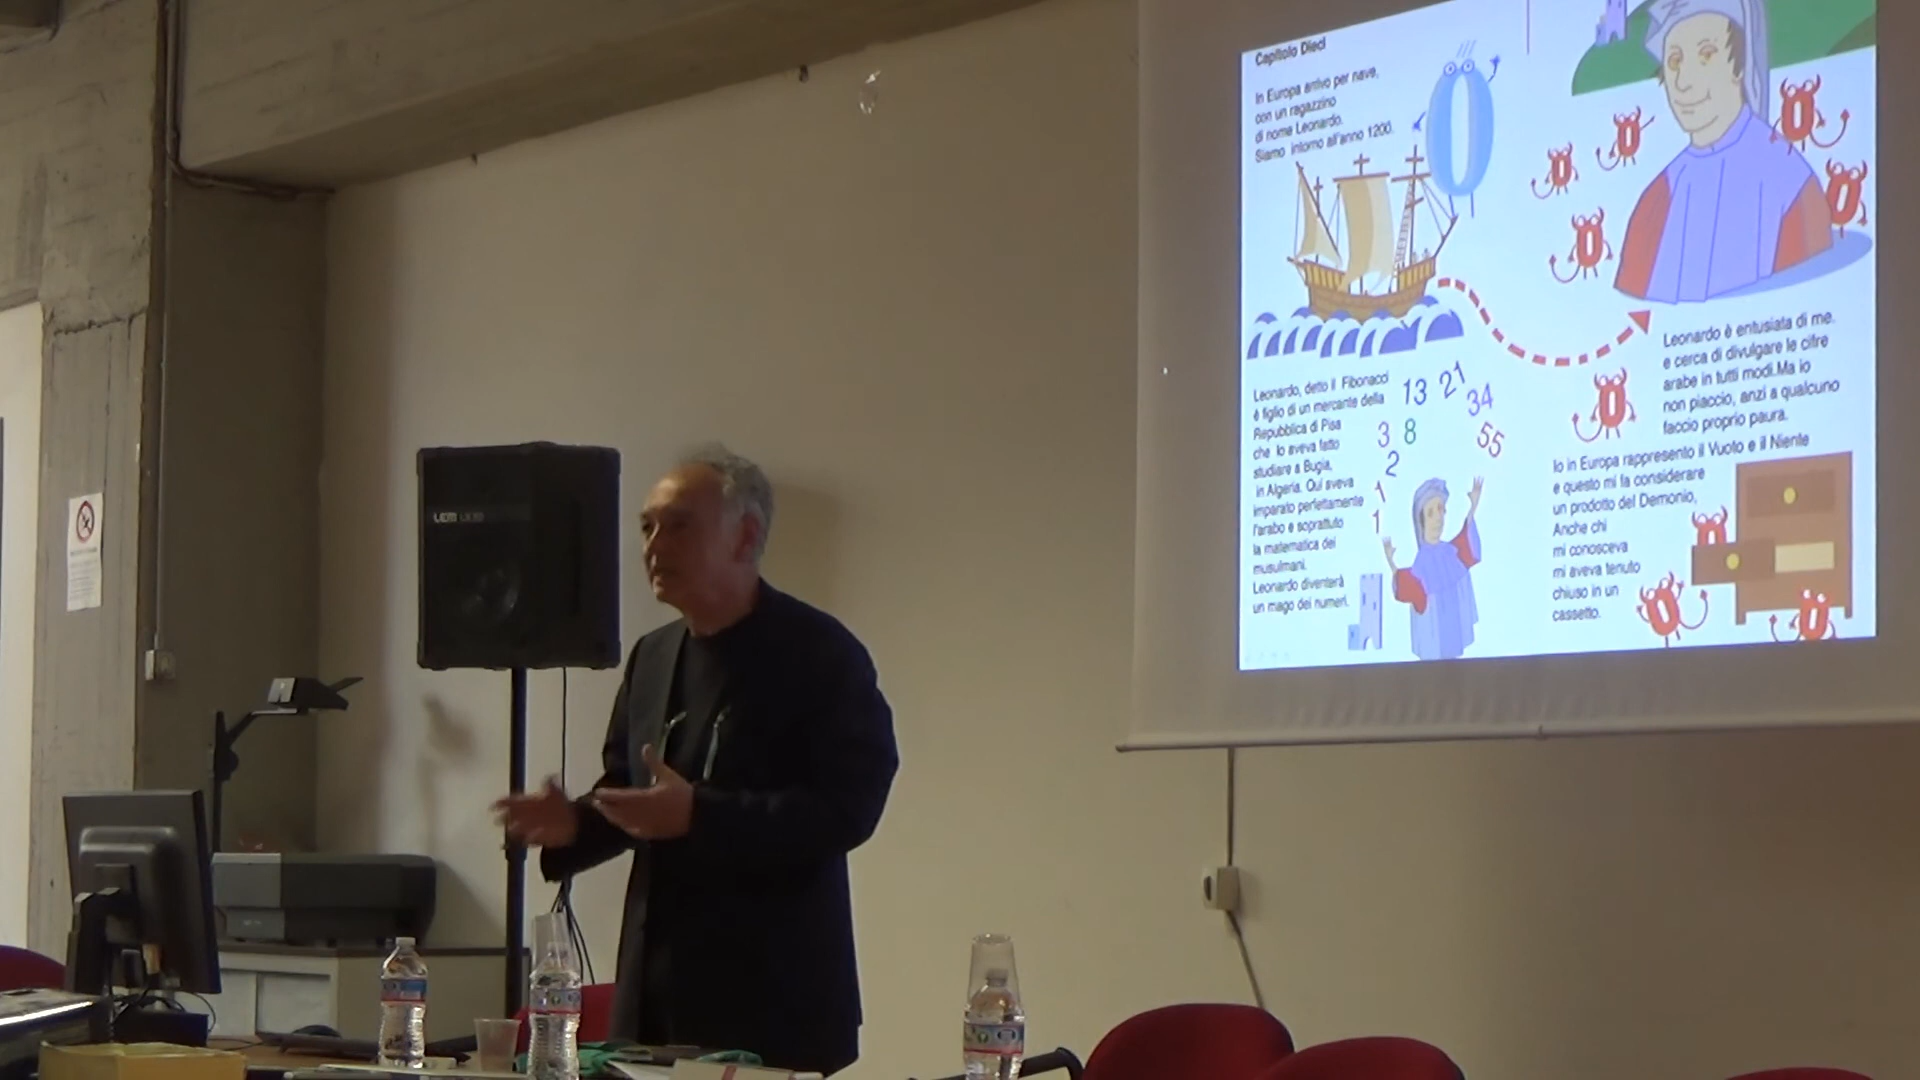 Capitolo Dieci
In Europa arrivo per nave,
con un ragazzino
di nome Leonardo.
Siamo intorno all'anno 1200.
0
Leonardo, detto il Fibonacci
è figlio di un mercante della
Repubblica di Pisa
che lo aveva fatto
studiare a Bugia,
in Algeria. Qui aveva
imparato perfettamente
l'arabo e soprattuto
la matematica dei
musulmani.
Leonardo diventerà
un mago dei numeri.
13 21
34
3 8
55
2
1
1
Leonardo è entusiata di me.
e cerca di divulgare le cifre
arabe in tutti modi.Ma io
non piaccio, anzi a qualcuno
faccio proprio paura.
Io in Europa rappresento il Vuoto e il Niente
e questo mi fa considerare
un prodotto del Demonio,
Anche chi
mi conosceva
mi aveva tenuto
chiuso in un
cassetto.
LEM